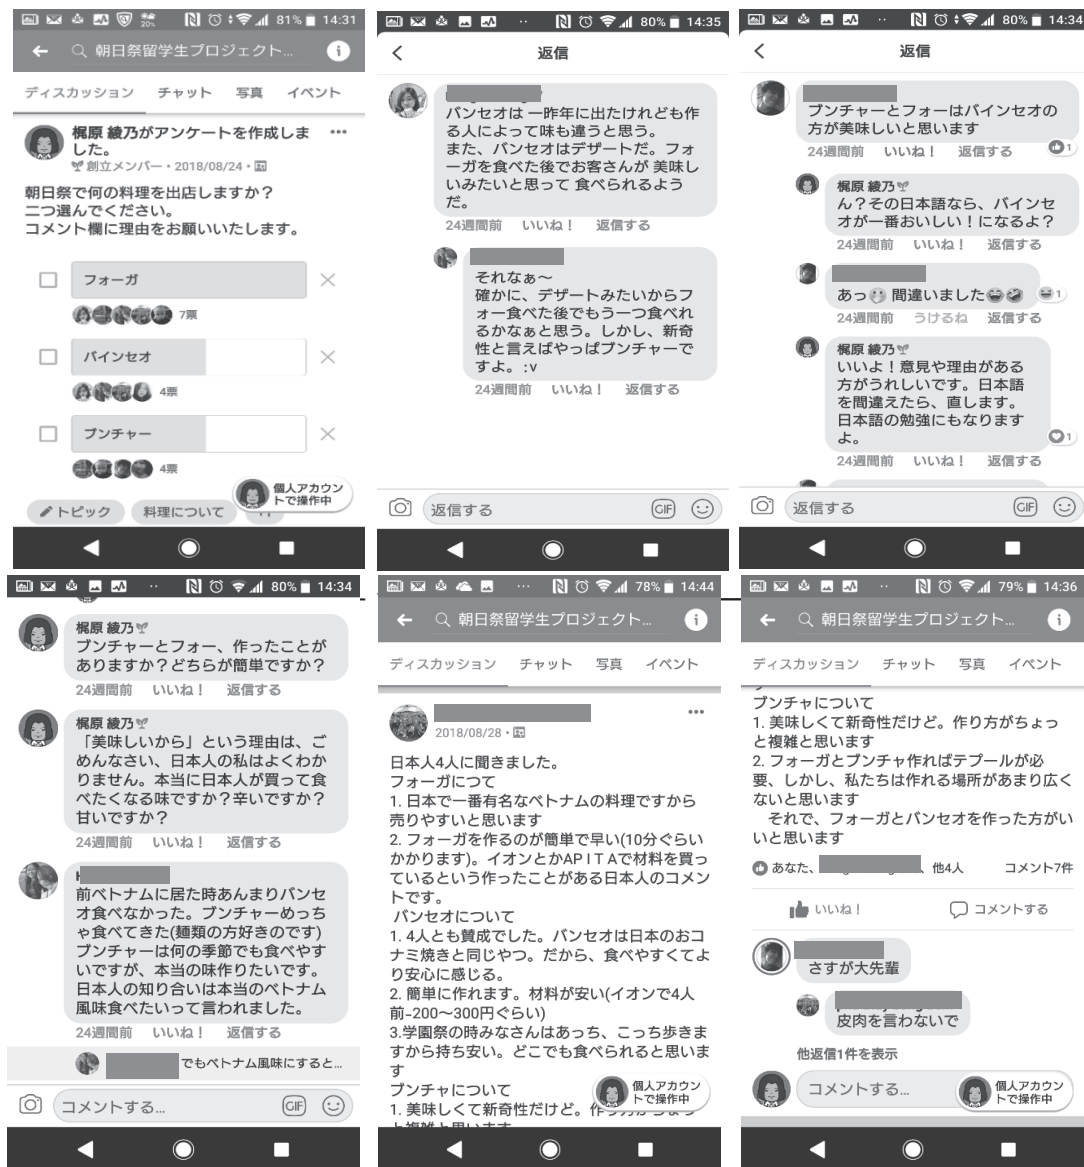 81% 14:31
20%
朝日祭留学生プロジェクト...
ディスカッション チャット 写真 イベント
梶原 綾乃がアンケートを作成しま
した。
創立メンバー・2018/08/24・
朝日祭で何の料理を出店しますか？
二つ選んでください。
コメント欄に理由をお願いいたします。
フォーガ
7票
バインセオ
4票
ブンチャー
4票
個人アカウン
トで操作中
トピック 料理について
80% 14:35
返信
バンセオは 一昨年に出たけれども作
る人によって味も違うと思う。
また、バンセオはデザートだ。フォ
ーガを食べた後でお客さんが 美味し
いみたいと思って 食べられるよう
だ。
24週間前 いいね！ 返信する
それなぁ〜
確かに、デザートみたいからフ
ォー食べた後でもう一つ食べれ
るかなぁと思う。しかし、新奇
性と言えばやっぱブンチャーで
すよ。:v
24週間前 いいね！ 返信する
返信する GIF
80% 14:34
返信
ブンチャーとフォーはバインセオの
方が美味しいと思います
24週間前 いいね！ 返信する 1
梶原 綾乃
ん？その日本語なら、バインセ
オが一番おいしい！になるよ？
24週間前 いいね！ 返信する
あっ 間違いました
1
24週間前 うけるね 返信する
梶原 綾乃
いいよ！意見や理由がある
方がうれしいです。日本語
を間違えたら、直します。
日本語の勉強にもなります
よ。
1
24週間前 いいね！ 返信する
返信する GIF
80% 14:34
梶原 綾乃
ブンチャーとフォー、作ったことが
ありますか？どちらが簡単ですか？
24週間前 いいね！ 返信する
梶原 綾乃
「美味しいから」という理由は、ご
めんなさい、日本人の私はよくわか
りません。本当に日本人が買って食
べたくなる味ですか？辛いですか？
甘いですか？
24週間前 いいね！ 返信する
前ベトナムに居た時あんまりバンセ
オ食べなかった。ブンチャーめっち
ゃ食べてきた(麺類の方好きのです)
ブンチャーは何の季節でも食べやす
いですが、本当の味作りたいです。
日本人の知り合いは本当のベトナム
風味食べたいって言われました。
24週間前 いいね！ 返信する
でもベトナム風味にすると...
コメントする... GIF
78% 14:44
朝日祭留学生プロジェクト...
ディスカッション チャット 写真 イベント
2018/08/28・
日本人4人に聞きました。
フォーガにつて
1. 日本で一番有名なベトナムの料理ですから
売りやすいと思います
2. フォーガを作るのが簡単で早い(10分ぐらい
かかります)。イオンとかAPITAで材料を買っ
ているという作ったことがある日本人のコメン
トです。
バンセオについて
1. 4人とも賛成でした。バンセオは日本のおコ
ナミ焼きと同じやつ。だから、食べやすくてよ
り安心に感じる。
2. 簡単に作れます。材料が安い(イオンで4人
前-200〜300円ぐらい)
3.学園祭の時みなさんはあっち、こっち歩きま
すから持ち安い。どこでも食べられると思いま
す
ブンチャについて
1. 美味しくて新奇性だけど。作
個人アカウン
トで操作中
79% 14:36
朝日祭留学生プロジェクト...
ディスカッション チャット 写真 イベント
ブンチャについて
1. 美味しくて新奇性だけど。作り方がちょっ
と複雑と思います
2. フォーガとブンチャ作ればテプールが必
要、しかし、私たちは作れる場所があまり広く
ないと思います
それで、フォーガとバンセオを作った方がい
いと思います
あなた、 、他4人 コメント7件
いいね！ コメントする
さすが大先輩
皮肉を言わないで
他返信1件を表示
コメントする...
個人アカウン
トで操作中